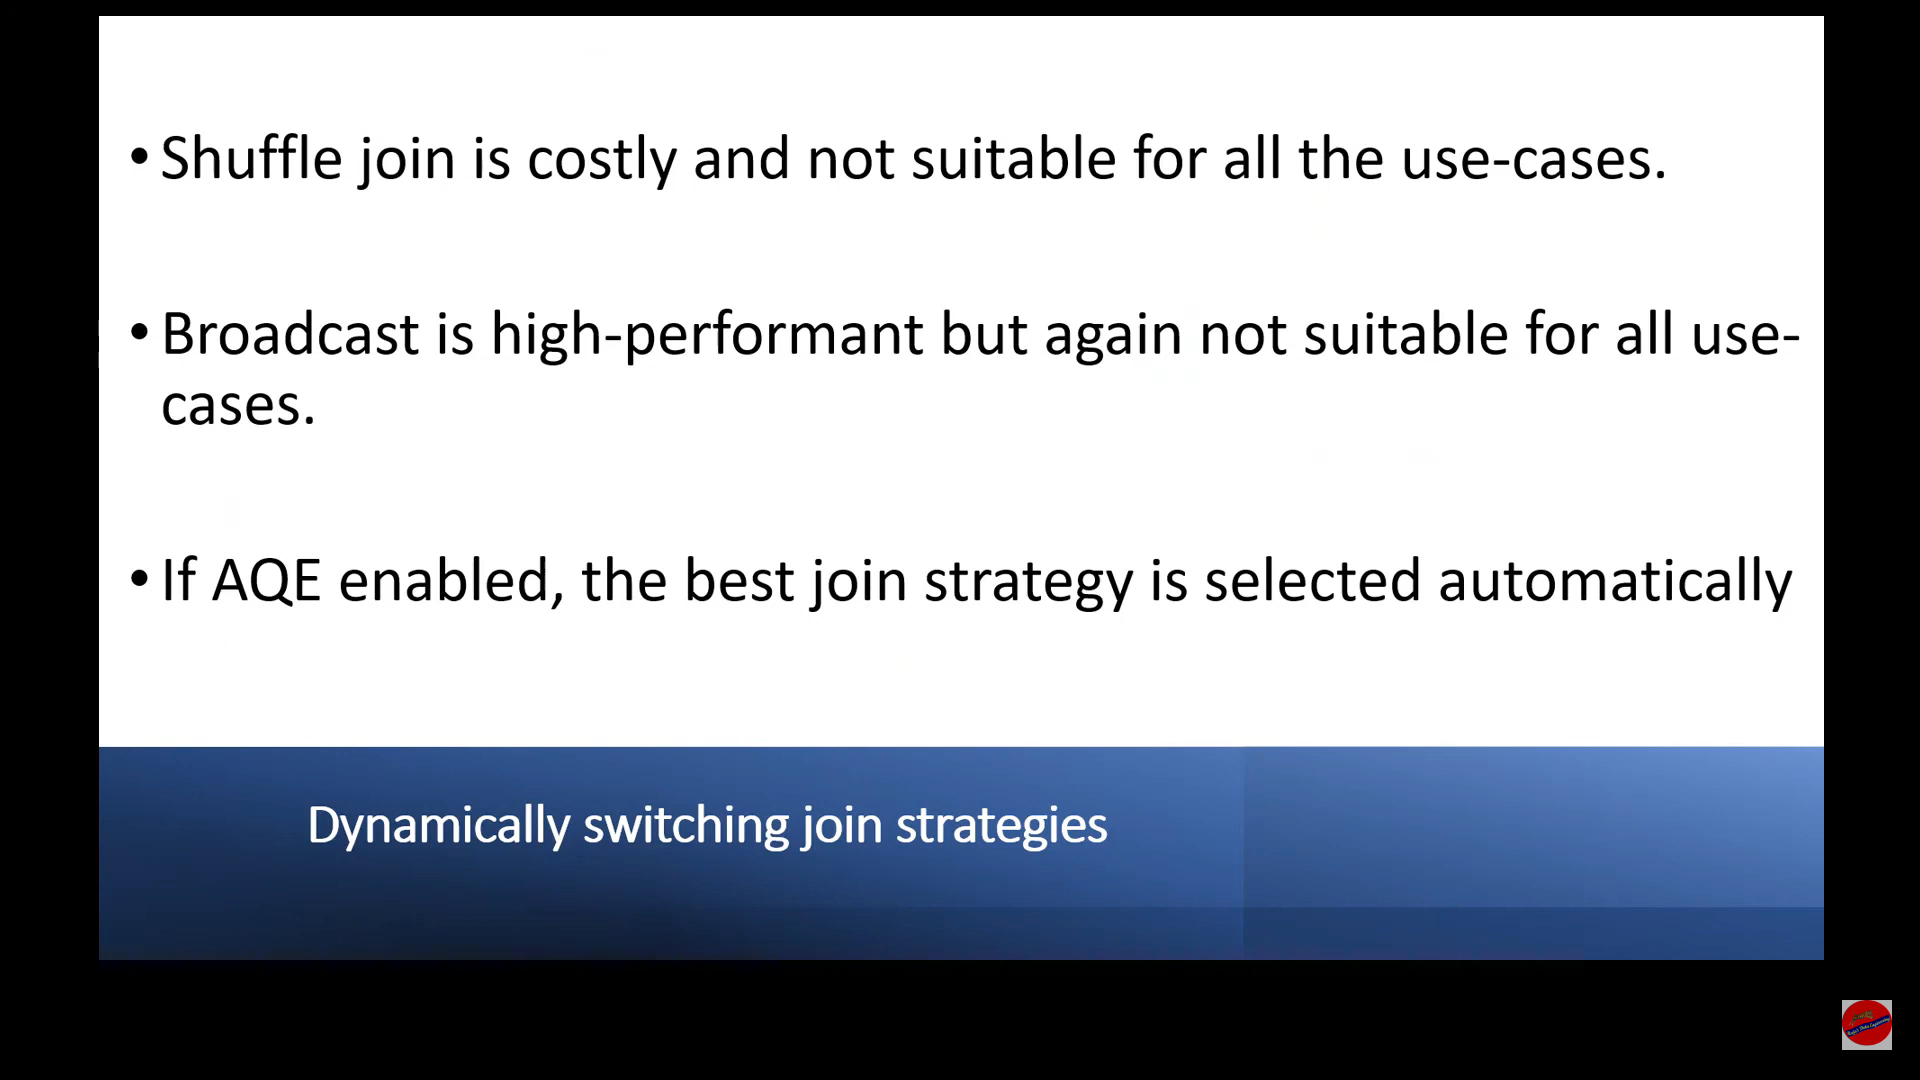 • Shuffle join is costly and not suitable for all the use-cases.
• Broadcast is high-performant but again not suitable for all use-
cases.
• If AQE enabled, the best join strategy is selected automatically
Dynamically switching join strategies